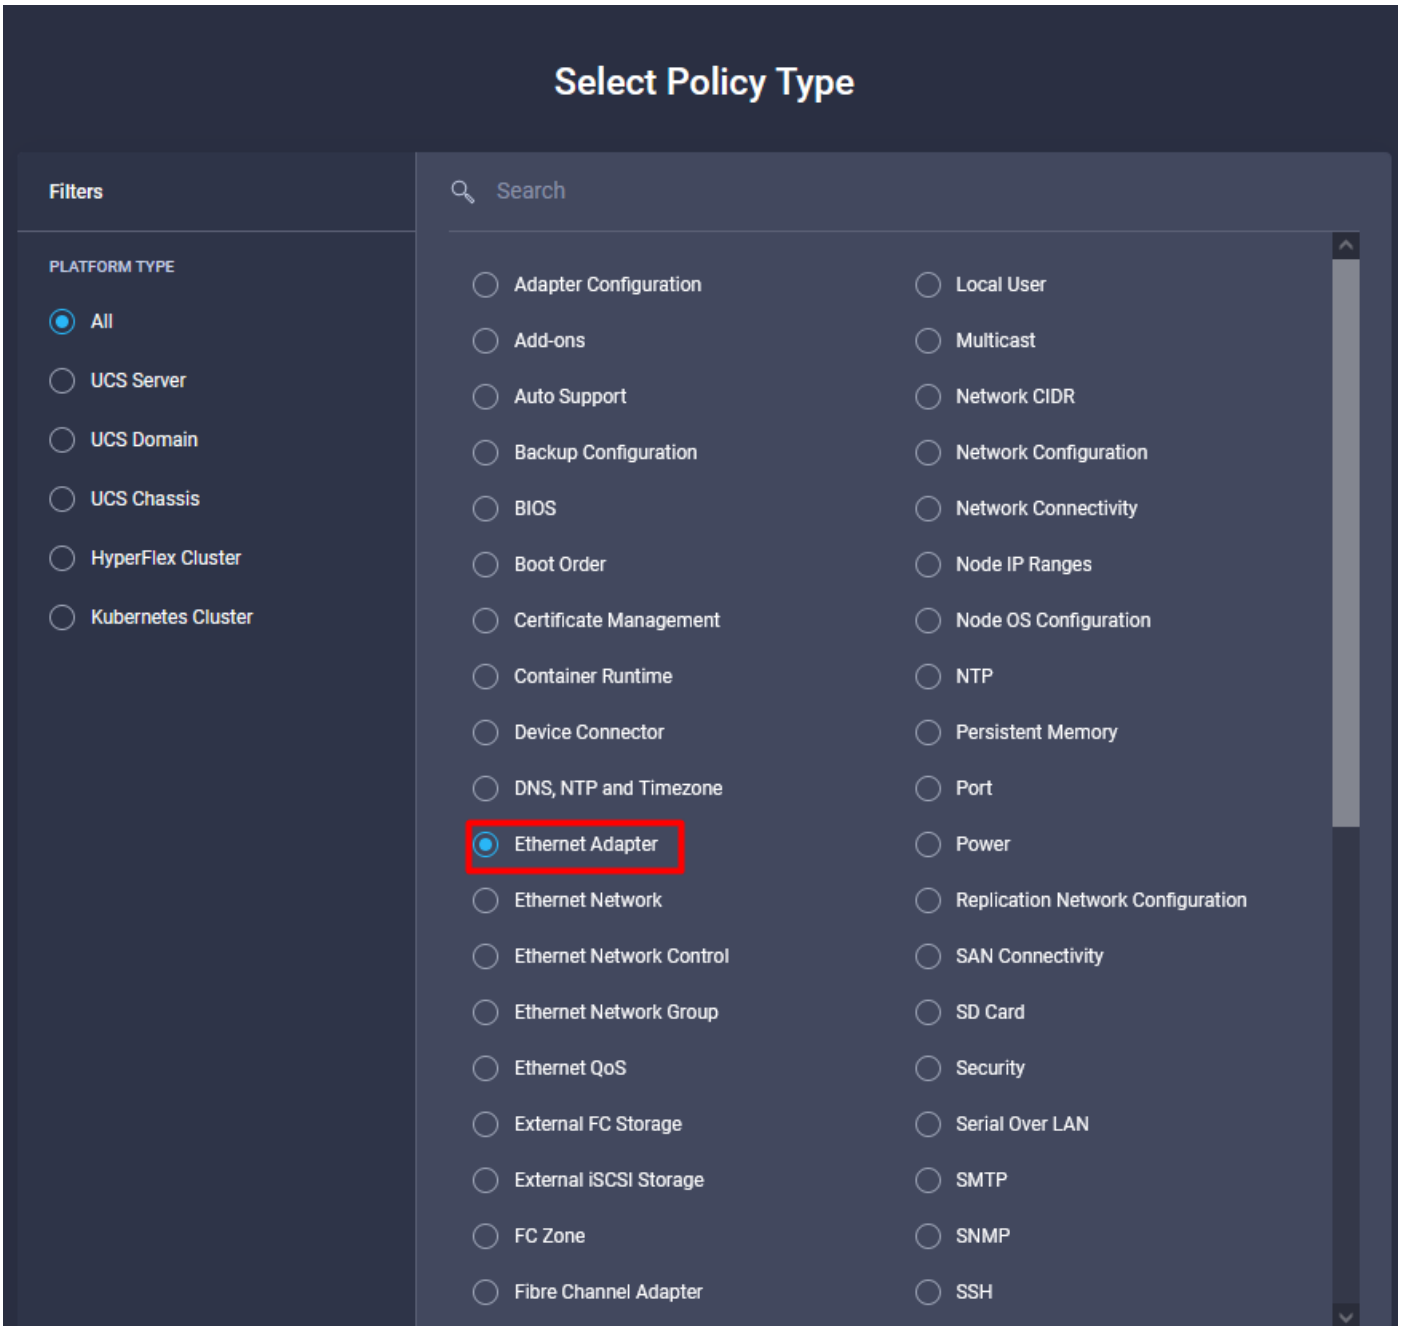 Select Policy Type
Filters
Search
PLATFORM TYPE
All
UCS Server
UCS Domain
UCS Chassis
HyperFlex Cluster
Kubernetes Cluster
Adapter Configuration
Add-ons
Auto Support
Backup Configuration
BIOS
Boot Order
Certificate Management
Container Runtime
Device Connector
DNS, NTP and Timezone
Ethernet Adapter
Ethernet Network
Ethernet Network Control
Ethernet Network Group
Ethernet QoS
External FC Storage
External iSCSI Storage
FC Zone
Fibre Channel Adapter
Local User
Multicast
Network CIDR
Network Configuration
Network Connectivity
Node IP Ranges
Node OS Configuration
NTP
Persistent Memory
Port
Power
Replication Network Configuration
SAN Connectivity
SD Card
Security
Serial Over LAN
SMTP
SNMP
SSH